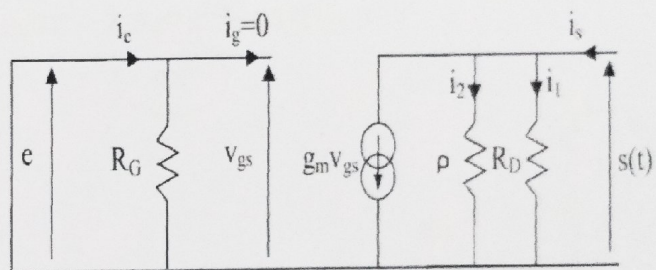 i_e
i_g=0
i_s
i_2
i_1
e
R_G
v_gs
g_m v_gs
ρ
R_D
s(t)